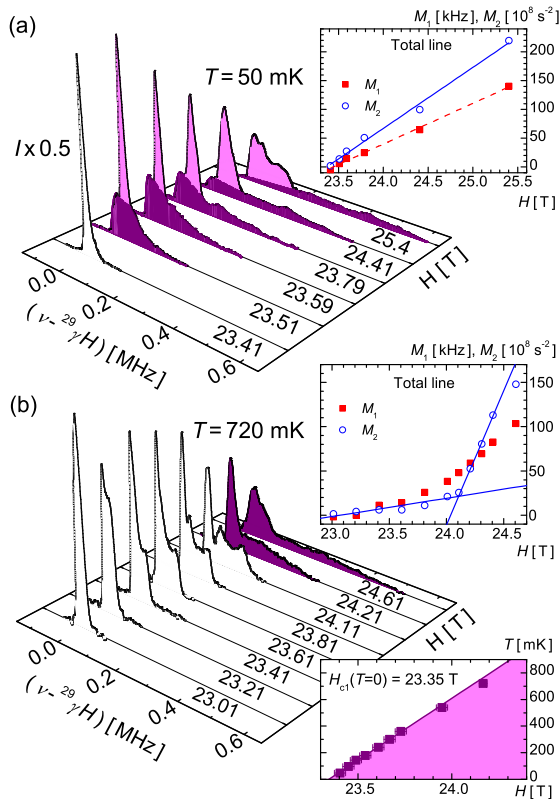 (a)
T = 50 mK
I x 0.5
M1 [kHz], M2 [10^8 s^-2]
Total line
M1
M2
150
100
50
0
23.5 24.0 24.5 25.0 25.5
H [T]
25.4
24.41
23.79
23.59
23.51
23.41
H [T]
0.0
0.2
0.4
0.6
(ν- ²⁹γH) [MHz]
(b)
T = 720 mK
M1 [kHz], M2 [10^8 s^-2]
Total line
M1
M2
150
100
50
0
23.0 23.5 24.0 24.5
H [T]
24.61
24.21
24.11
23.81
23.61
23.41
23.21
23.01
H [T]
0.0
0.2
0.4
0.6
(ν- ²⁹γH) [MHz]
T [mK]
Hc1(T=0) = 23.35 T
800
600
400
200
0
23.5 24.0
H [T]